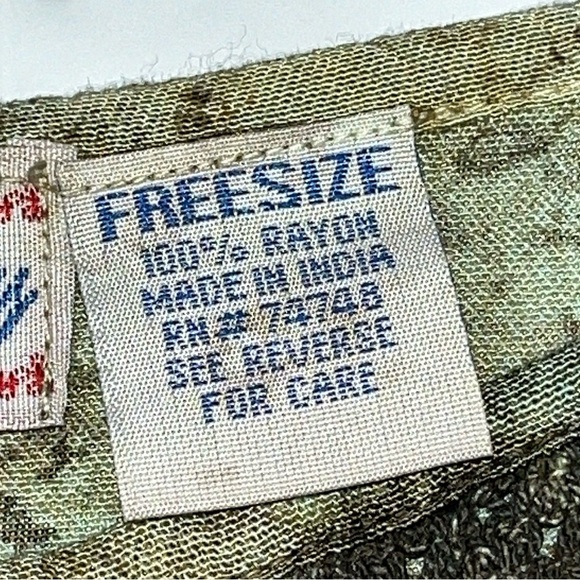 FREESIZE
100% RAYON
MADE IN INDIA
RN# 74748
SEE REVERSE
FOR CARE